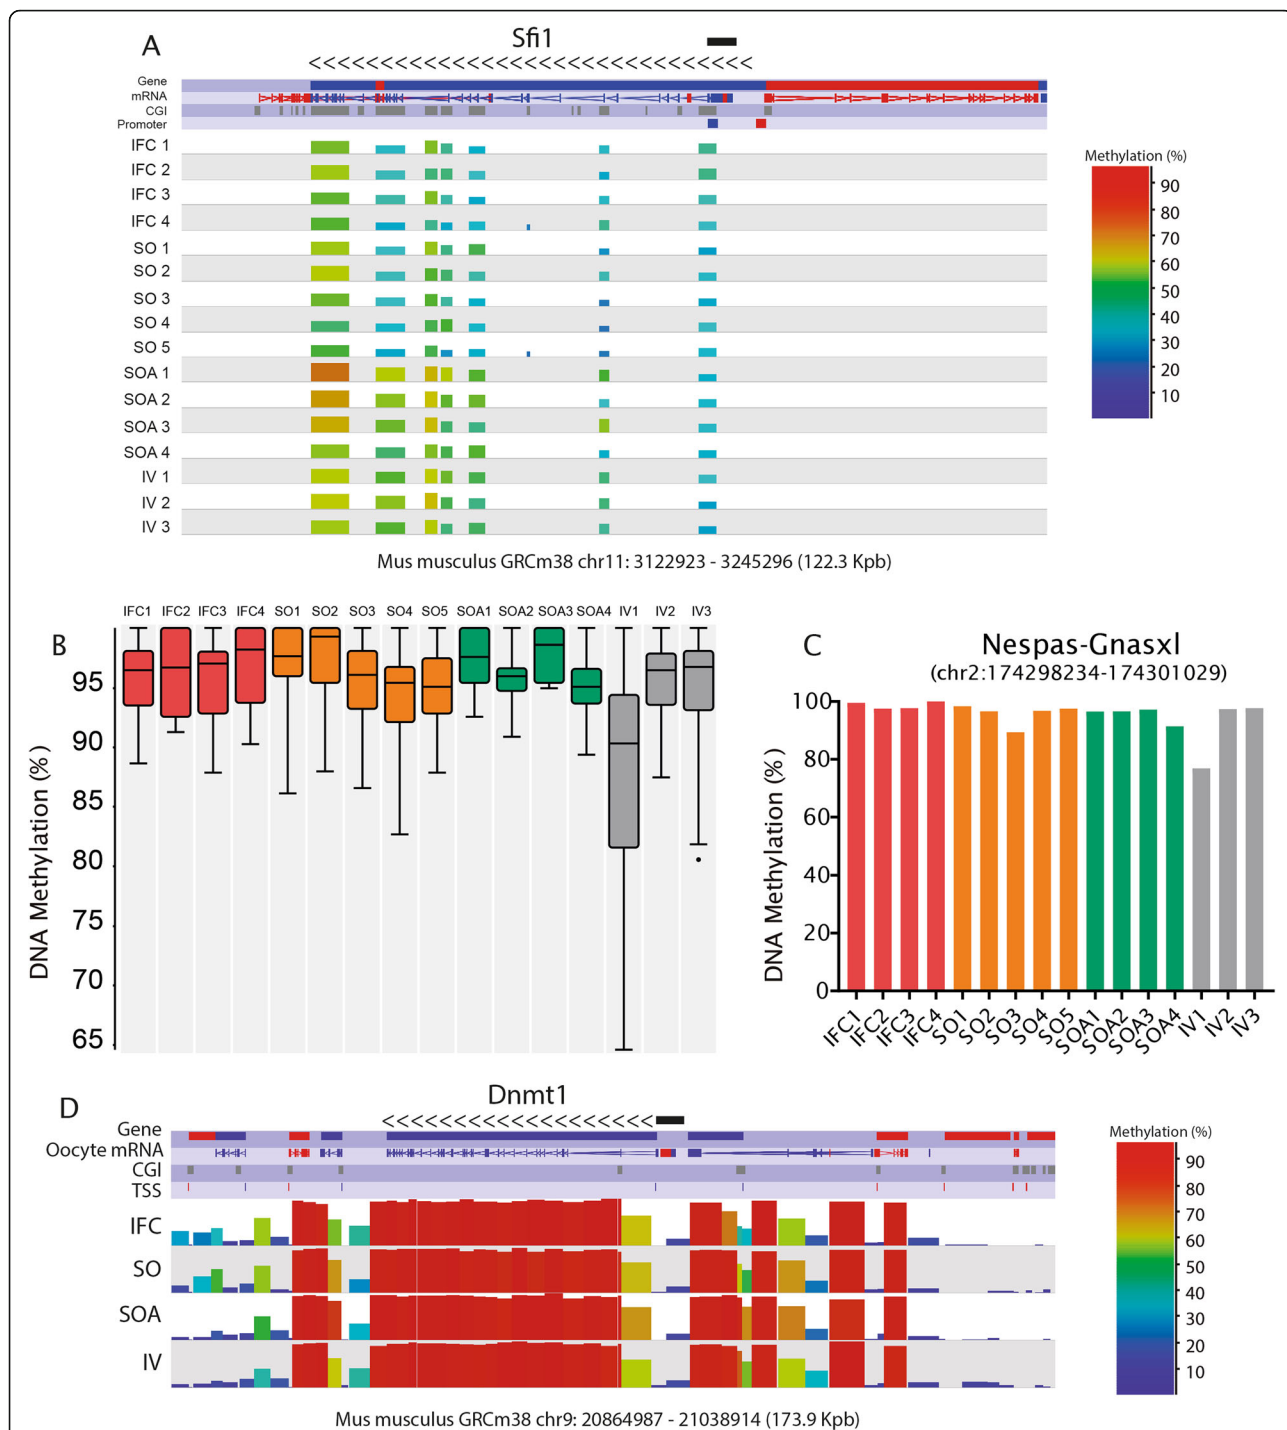 A
Sfi1
<<<<<<<<<<<<<<<<<<<<<<<<<<<<<<<
Gene
mRNA
CGI
Promoter
IFC 1
IFC 2
IFC 3
IFC 4
SO 1
SO 2
SO 3
SO 4
SO 5
SOA 1
SOA 2
SOA 3
SOA 4
IV 1
IV 2
IV 3
Methylation (%)
90
80
70
60
50
40
30
20
10
Mus musculus GRCm38 chr11: 3122923 - 3245296 (122.3 Kpb)
B
IFC1 IFC2 IFC3 IFC4 SO1 SO2 SO3 SO4 SO5 SOA1 SOA2 SOA3 SOA4 IV1 IV2 IV3
DNA Methylation (%)
95
90
85
80
75
70
65
C
Nespas-Gnasxl
(chr2:174298234-174301029)
DNA Methylation (%)
100
80
60
40
20
0
IFC1 IFC2 IFC3 IFC4 SO1 SO2 SO3 SO4 SO5 SOA1 SOA2 SOA3 SOA4 IV1 IV2 IV3
D
Dnmt1
<<<<<<<<<<<<<<<<<<<
Gene
Oocyte mRNA
CGI
TSS
IFC
SO
SOA
IV
Methylation (%)
90
80
70
60
50
40
30
20
10
Mus musculus GRCm38 chr9: 20864987 - 21038914 (173.9 Kpb)